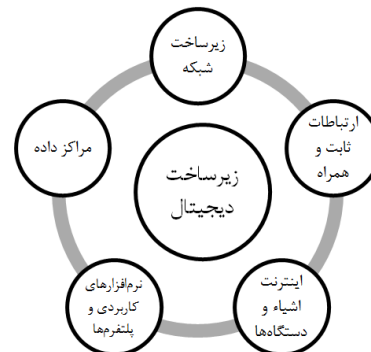 زیرساخت
شبکه
ارتباطات
ثابت و
همراه
مراکز داده
زیرساخت
دیجیتال
اینترنت
اشیاء و
دستگاه‌ها
نرم‌افزارهای
کاربردی و
پلتفرم‌ها